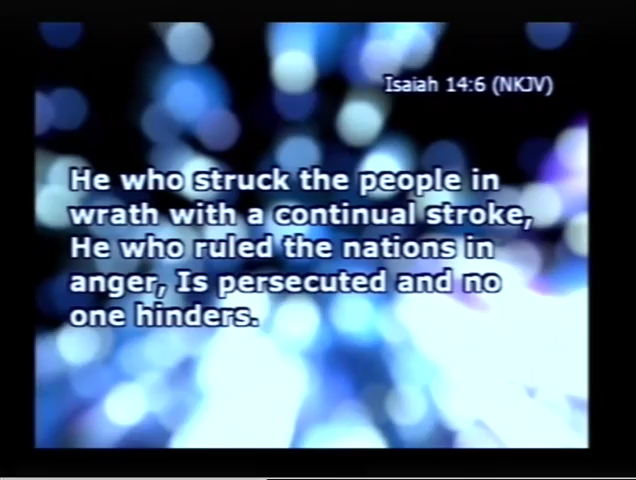 Isaiah 14:6 (NKJV)
He who struck the people in
wrath with a continual stroke,
He who ruled the nations in
anger, Is persecuted and no
one hinders.